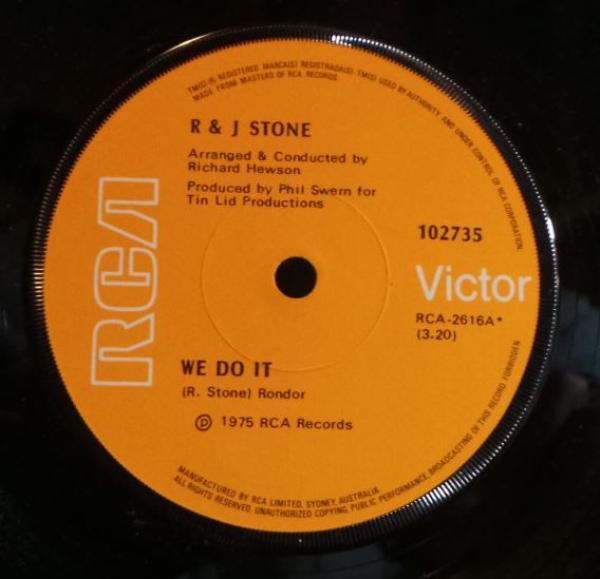 TM(S) ® REGISTERED MARCA(S) REGISTRADA(S) TM(S) USED BY AUTHORITY AND UNDER CONTROL OF RCA CORPORATION
MADE FROM MASTERS OF RCA RECORDS
R & J STONE
Arranged & Conducted by
Richard Hewson
Produced by Phil Swern for
Tin Lid Productions
RCA
102735
Victor
RCA-2616A*
(3.20)
WE DO IT
(R. Stone) Rondor
℗ 1975 RCA Records
MANUFACTURED BY RCA LIMITED, SYDNEY, AUSTRALIA.
ALL RIGHTS RESERVED. UNAUTHORIZED COPYING, PUBLIC PERFORMANCE, BROADCASTING OF THIS RECORD FORBIDDEN